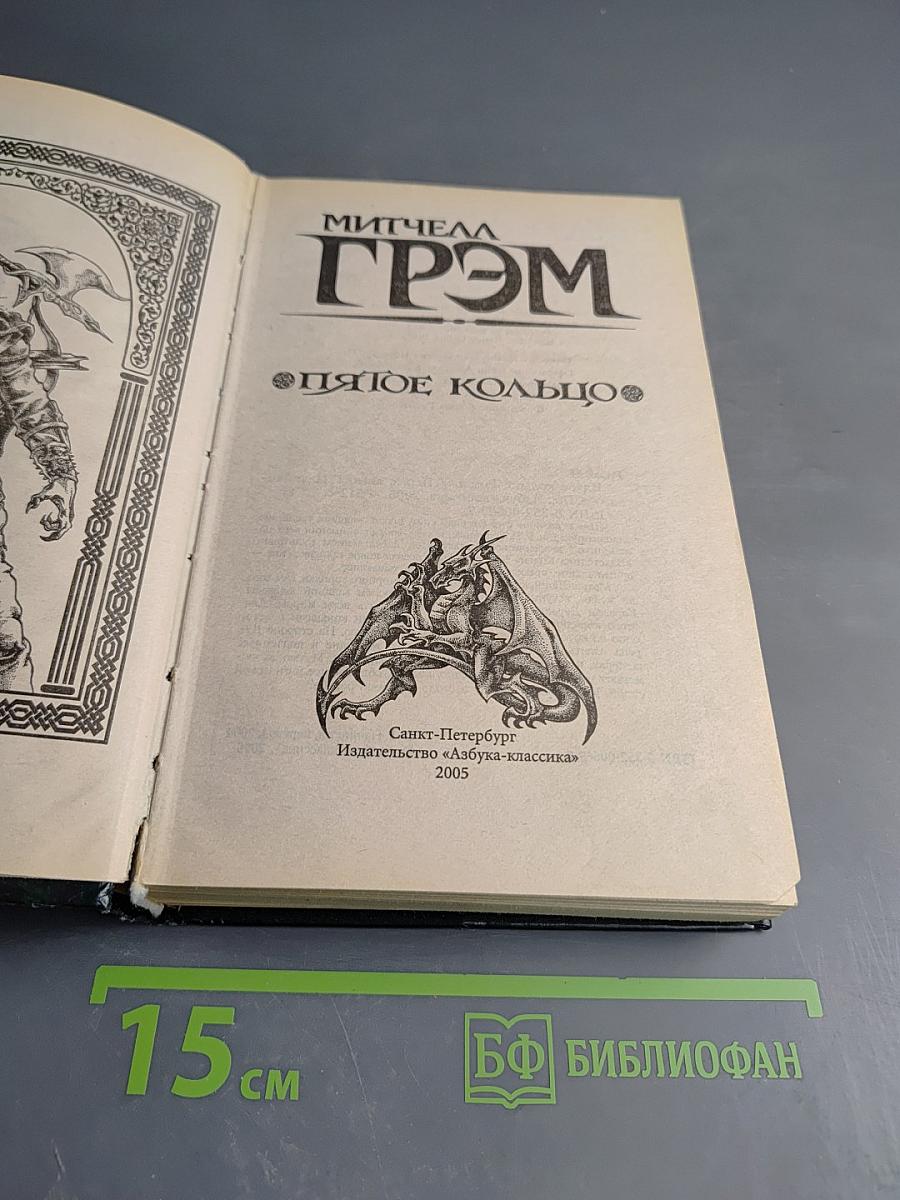 МИТЧЕЛЛ
ГРЭМ
ПЯТОЕ КОЛЬЦО
Санкт-Петербург
Издательство «Азбука-классика»
2005
15 см
БФ БИБЛИОФАН